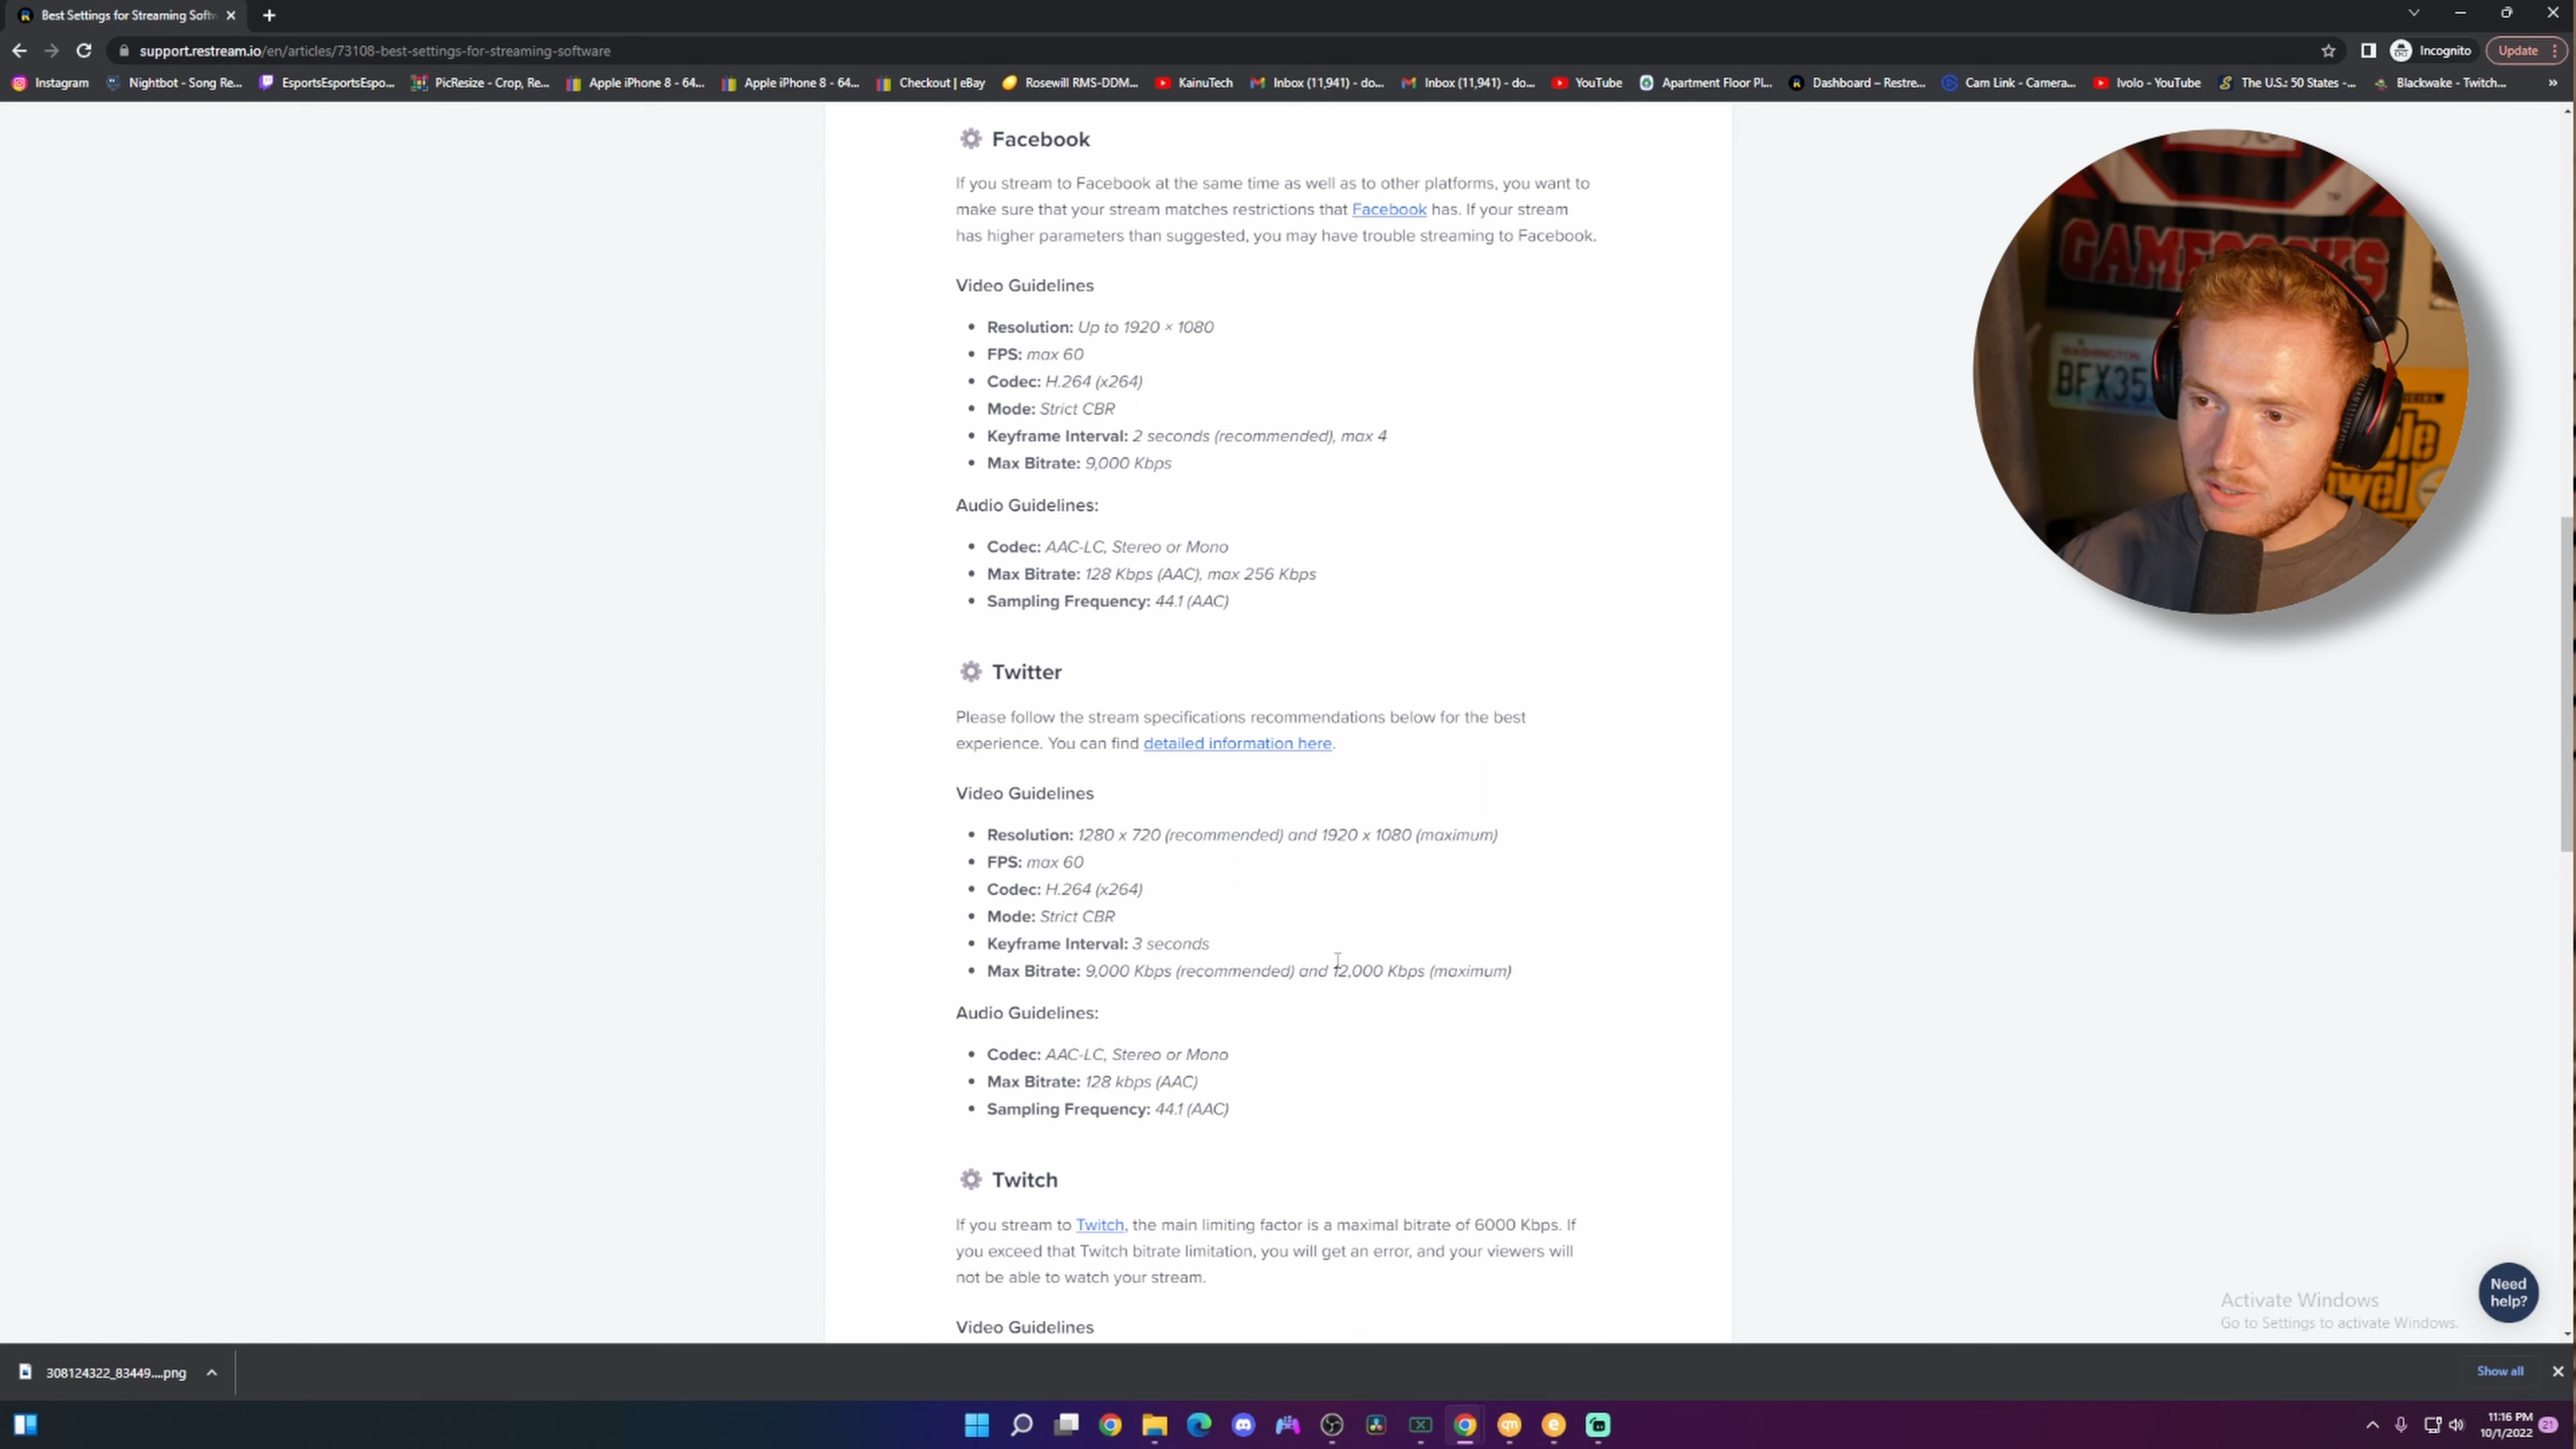 Best Settings for Streaming Softw
support.restream.io/en/articles/73108-best-settings-for-streaming-software
Incognito
Update
Instagram
Nightbot - Song Re...
EsportsEsportsEspo...
PicResize - Crop, Re...
Apple iPhone 8 - 64...
Apple iPhone 8 - 64...
Checkout | eBay
Rosewill RMS-DDM...
KainuTech
Inbox (11,941) - do...
Inbox (11,941) - do...
YouTube
Apartment Floor Pl...
Dashboard – Restre...
Cam Link - Camera...
Ivolo - YouTube
The U.S.: 50 States -...
Blackwake - Twitch...
»
Facebook
If you stream to Facebook at the same time as well as to other platforms, you want to
make sure that your stream matches restrictions that Facebook has. If your stream
has higher parameters than suggested, you may have trouble streaming to Facebook.
Video Guidelines
• Resolution: Up to 1920 × 1080
• FPS: max 60
• Codec: H.264 (x264)
• Mode: Strict CBR
• Keyframe Interval: 2 seconds (recommended), max 4
• Max Bitrate: 9,000 Kbps
Audio Guidelines:
• Codec: AAC-LC, Stereo or Mono
• Max Bitrate: 128 Kbps (AAC), max 256 Kbps
• Sampling Frequency: 44.1 (AAC)
Twitter
Please follow the stream specifications recommendations below for the best
experience. You can find detailed information here.
Video Guidelines
• Resolution: 1280 x 720 (recommended) and 1920 x 1080 (maximum)
• FPS: max 60
• Codec: H.264 (x264)
• Mode: Strict CBR
• Keyframe Interval: 3 seconds
• Max Bitrate: 9,000 Kbps (recommended) and 12,000 Kbps (maximum)
Audio Guidelines:
• Codec: AAC-LC, Stereo or Mono
• Max Bitrate: 128 kbps (AAC)
• Sampling Frequency: 44.1 (AAC)
Twitch
If you stream to Twitch, the main limiting factor is a maximal bitrate of 6000 Kbps. If
you exceed that Twitch bitrate limitation, you will get an error, and your viewers will
not be able to watch your stream.
Video Guidelines
WASHINGTON
BFX35
Need
help?
Activate Windows
Go to Settings to activate Windows.
308124322_83449....png
Show all
11:16 PM
10/1/2022
21